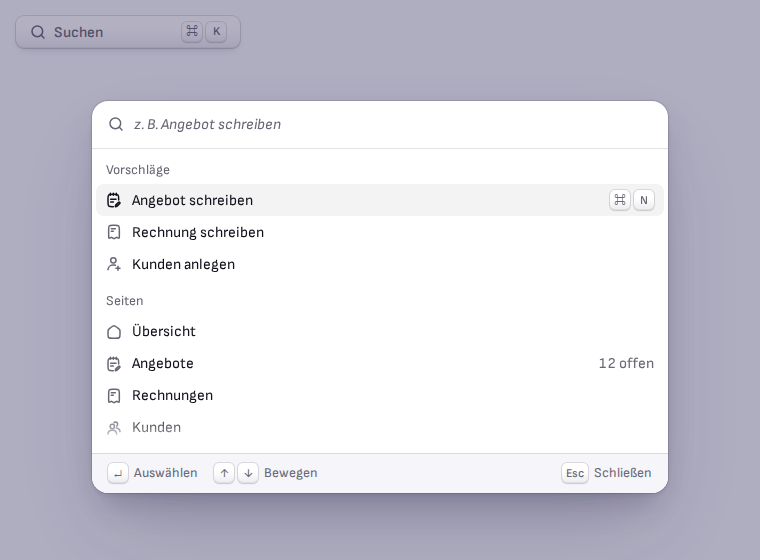 Suchen ⌘ K
z. B. Angebot schreiben
Vorschläge
Angebot schreiben ⌘ N
Rechnung schreiben
Kunden anlegen
Seiten
Übersicht
Angebote 12 offen
Rechnungen
Kunden
↵ Auswählen ↑ ↓ Bewegen Esc Schließen